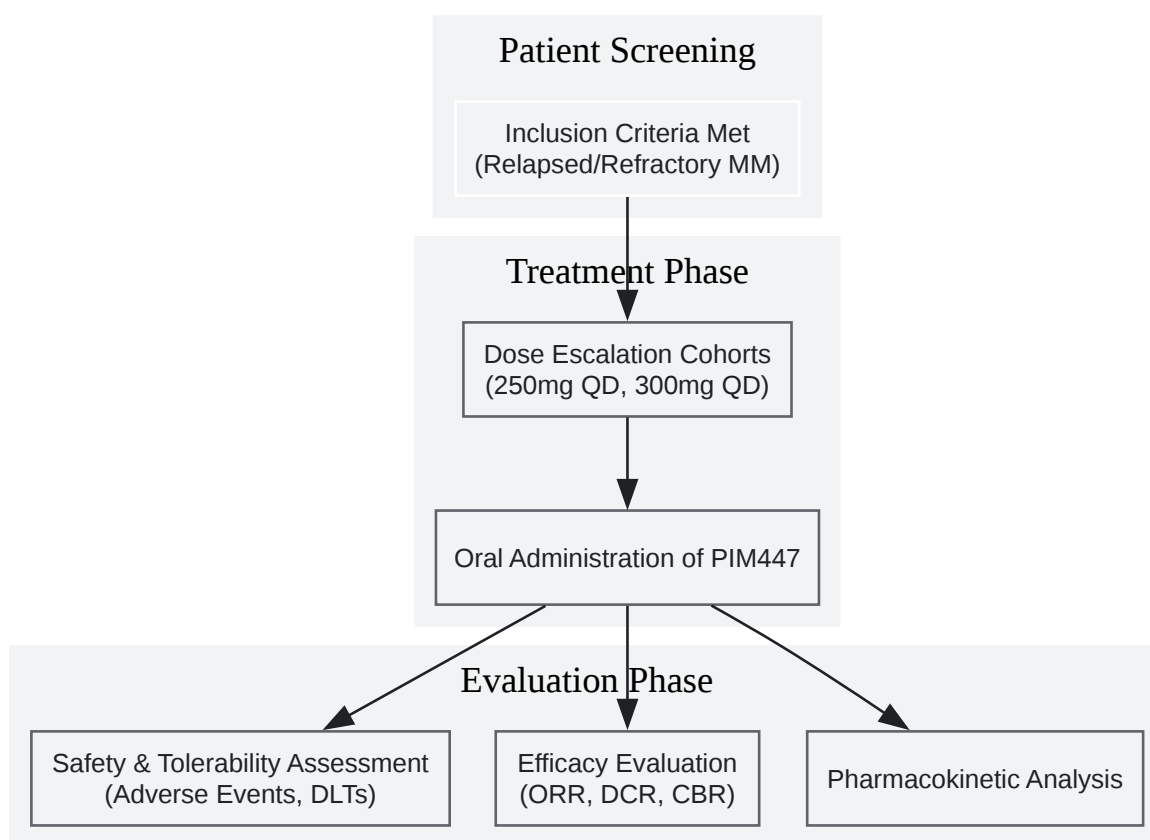 Patient Screening
Inclusion Criteria Met
(Relapsed/Refractory MM)
Treatment Phase
Dose Escalation Cohorts
(250mg QD, 300mg QD)
Oral Administration of PIM447
Evaluation Phase
Safety & Tolerability Assessment
(Adverse Events, DLTs)
Efficacy Evaluation
(ORR, DCR, CBR)
Pharmacokinetic Analysis